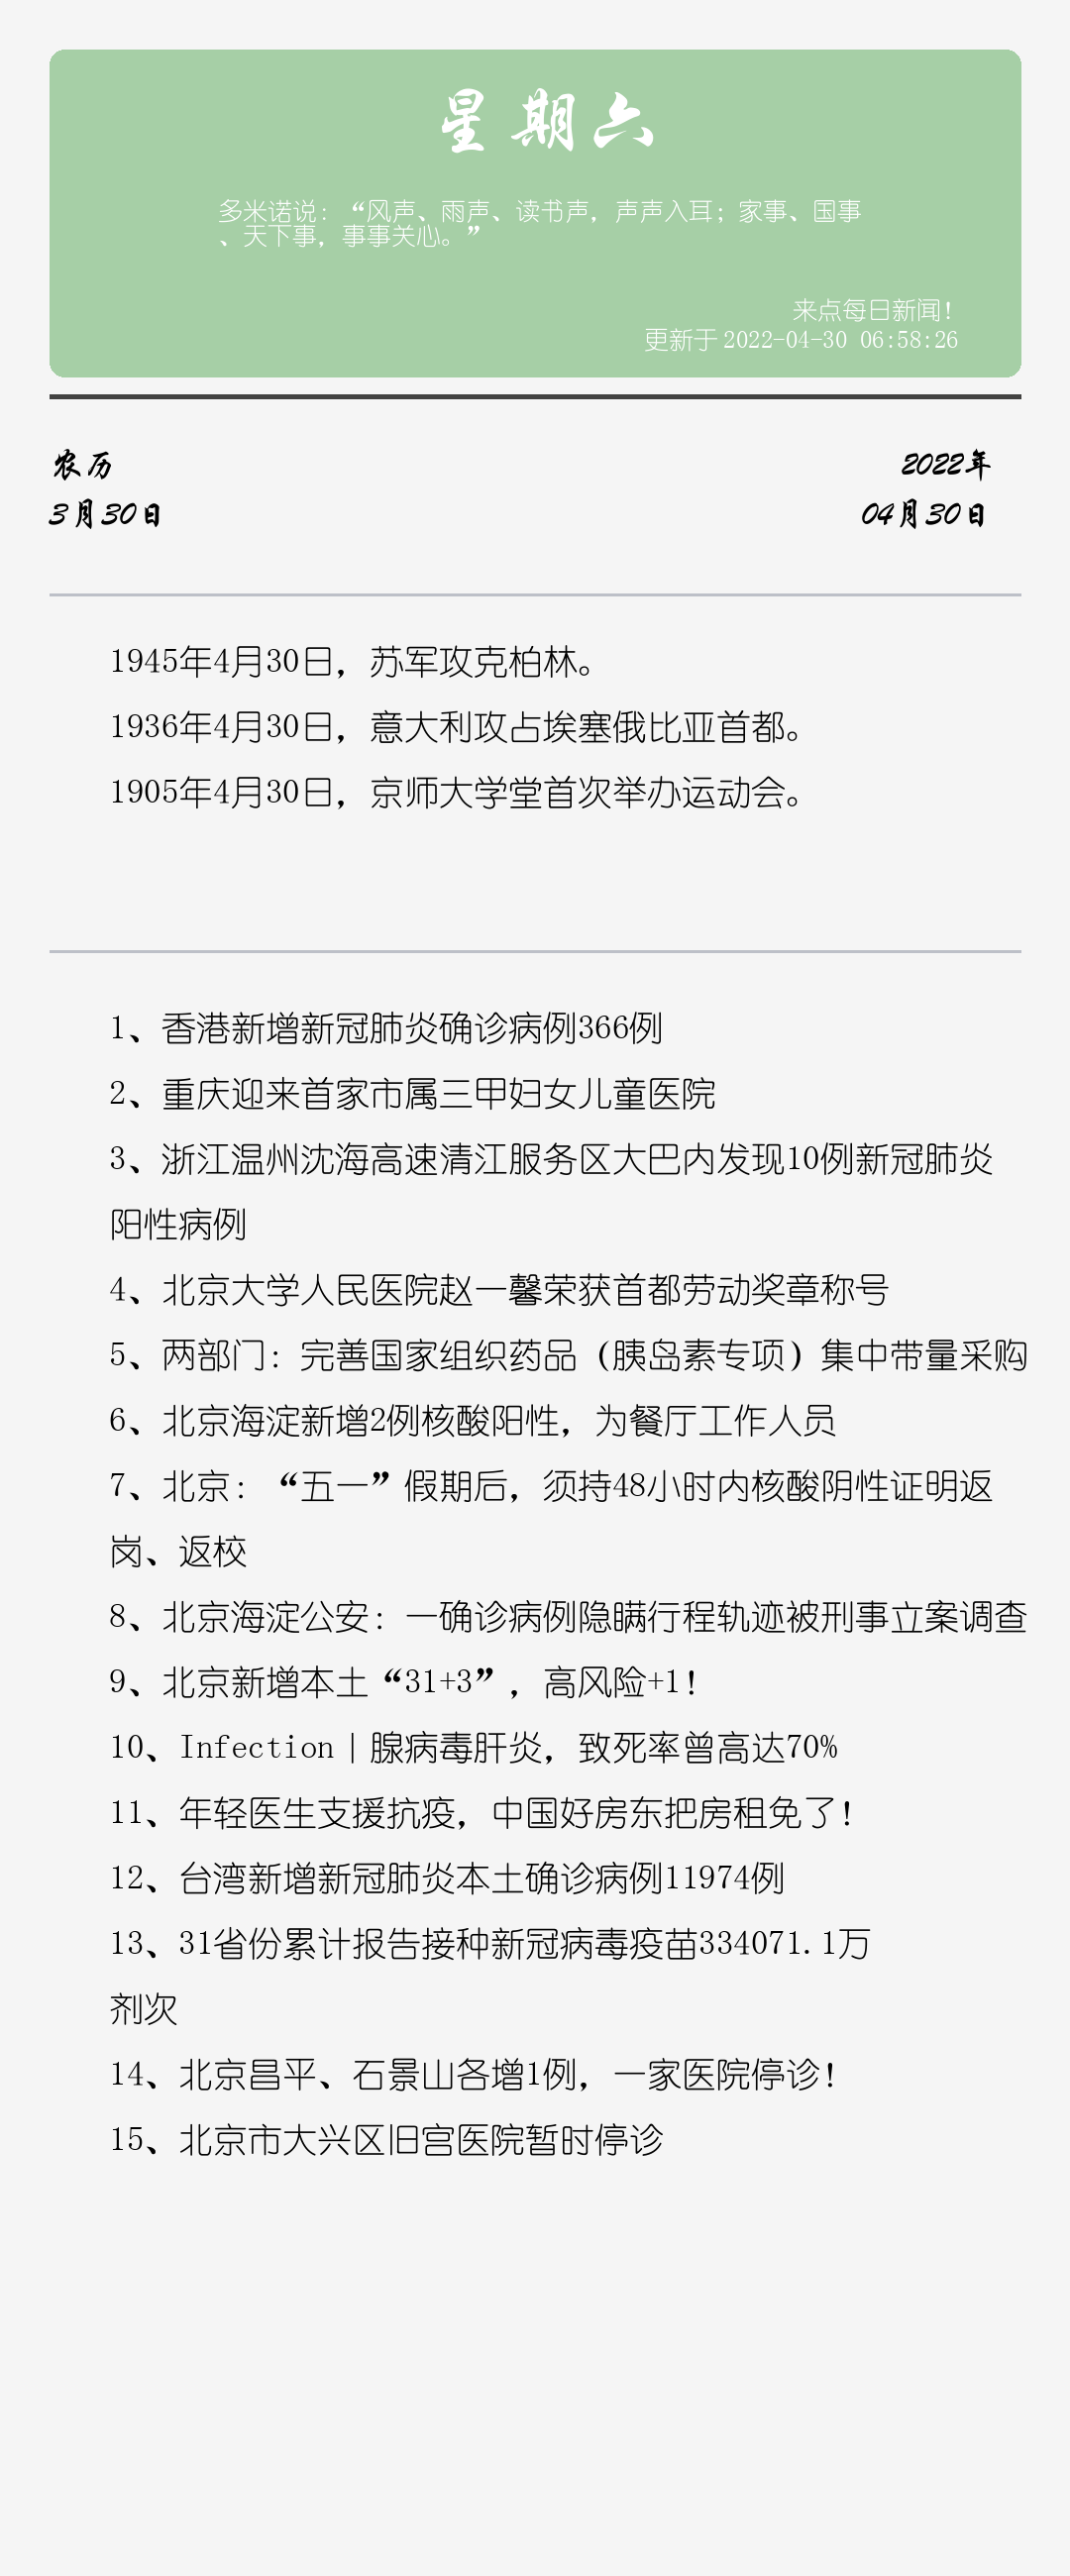 星期六
多米诺说：“风声、雨声、读书声，声声入耳；家事、国事
、天下事，事事关心。”
来点每日新闻！
更新于2022-04-30 06:58:26
农历
2022年
3月30日
04月30日
1945年4月30日，苏军攻克柏林。
1936年4月30日，意大利攻占埃塞俄比亚首都。
1905年4月30日，京师大学堂首次举办运动会。
1、香港新增新冠肺炎确诊病例366例
2、重庆迎来首家市属三甲妇女儿童医院
3、浙江温州沈海高速清江服务区大巴内发现10例新冠肺炎
阳性病例
4、北京大学人民医院赵一馨荣获首都劳动奖章称号
5、两部门：完善国家组织药品（胰岛素专项）集中带量采购
6、北京海淀新增2例核酸阳性，为餐厅工作人员
7、北京：“五一”假期后，须持48小时内核酸阴性证明返
岗、返校
8、北京海淀公安：一确诊病例隐瞒行程轨迹被刑事立案调查
9、北京新增本土“31+3”，高风险+1！
10、Infection｜腺病毒肝炎，致死率曾高达70%
11、年轻医生支援抗疫，中国好房东把房租免了！
12、台湾新增新冠肺炎本土确诊病例11974例
13、31省份累计报告接种新冠病毒疫苗334071.1万
剂次
14、北京昌平、石景山各增1例，一家医院停诊！
15、北京市大兴区旧宫医院暂时停诊